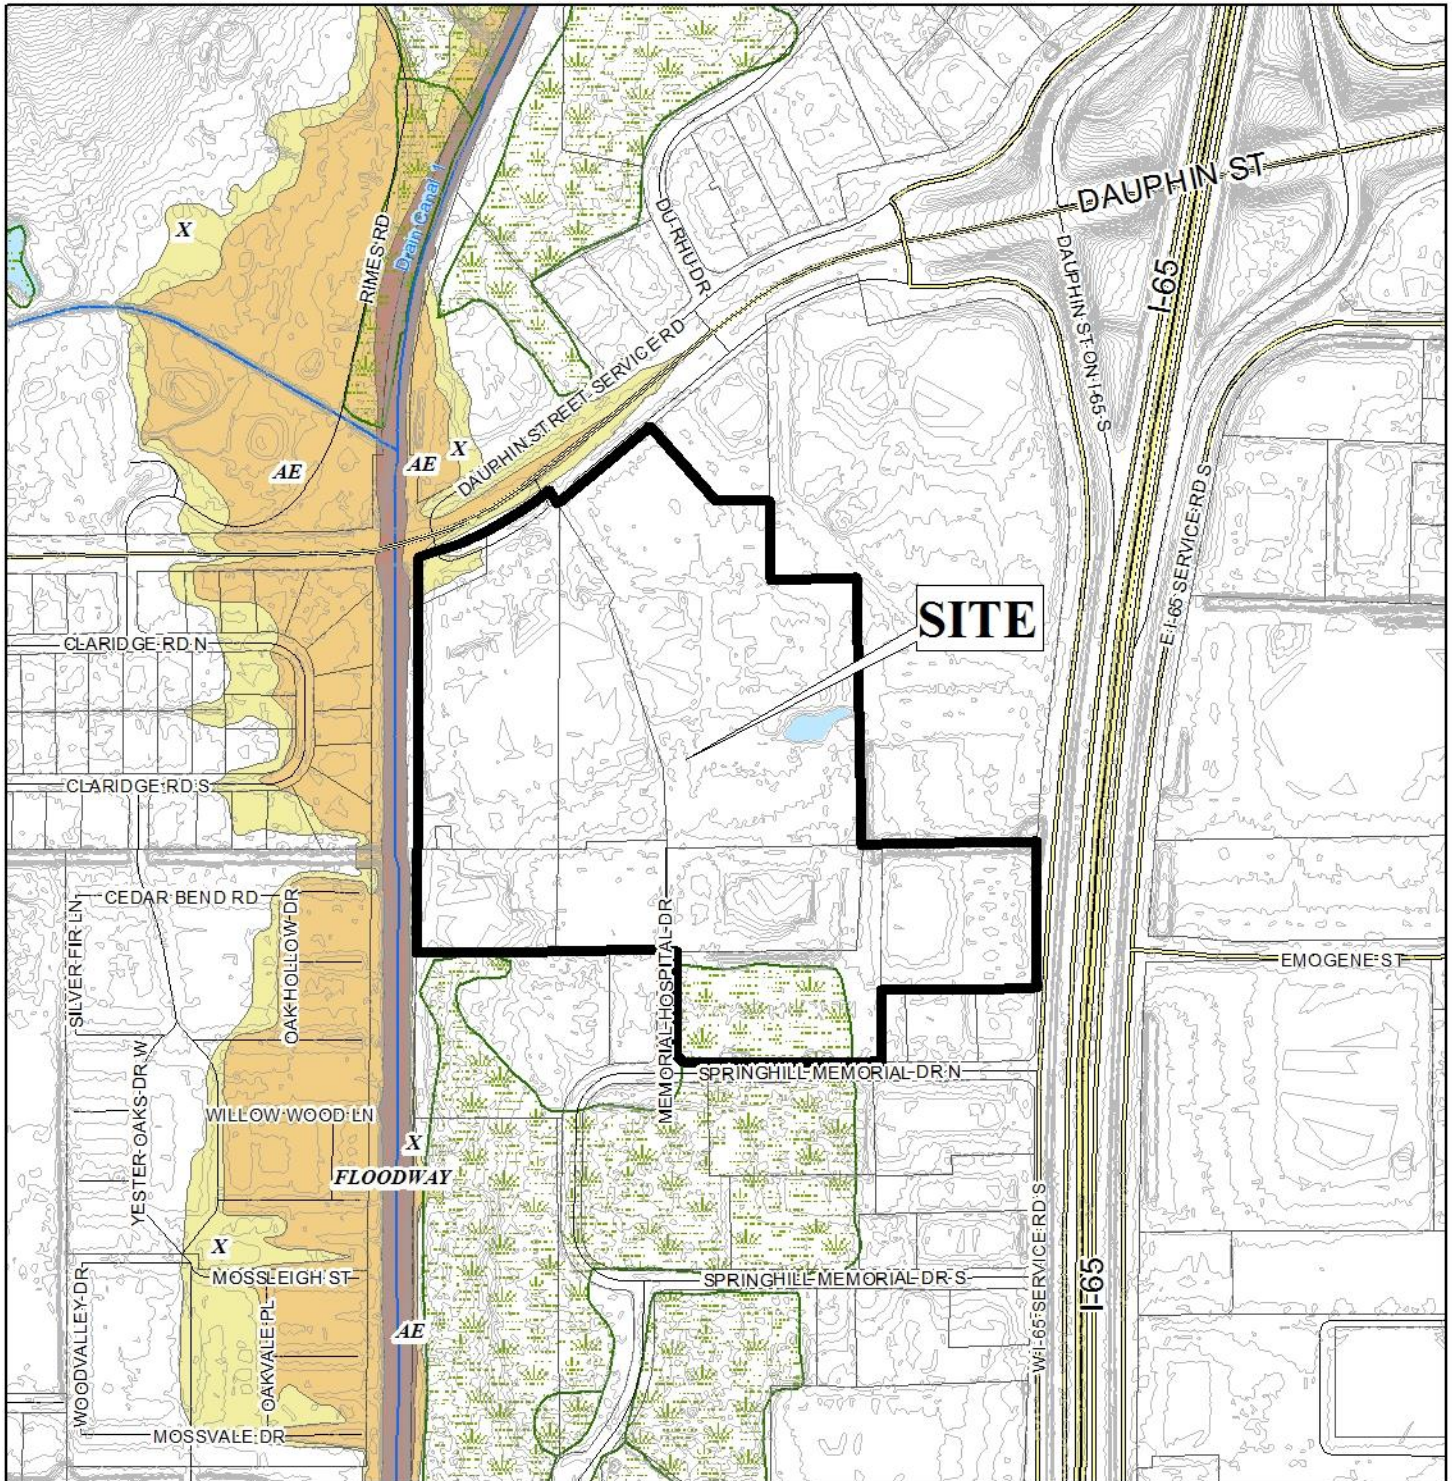 DAUPHIN ST
X
RIMES RD
Drain Canal 1
DU-RHU DR
DAUPHIN ST ON I-65 S
I-65
DAUPHIN STREET SERVICE RD
AE
AE
X
E I-65 SERVICE RD S
SITE
CLARIDGE RD N
CLARIDGE RD S
CEDAR BEND RD
SILVER FIR LN
OAK HOLLOW DR
MEMORIAL HOSPITAL DR
EMOGENE ST
YESTER OAKS DR W
SPRINGHILL MEMORIAL DR N
WILLOW WOOD LN
X
FLOODWAY
X
MOSSLEIGH ST
SPRINGHILL MEMORIAL DR S
W I-65 SERVICE RD S
I-65
WOODVALLEY DR
OAKVALE PL
AE
MOSSVALE DR